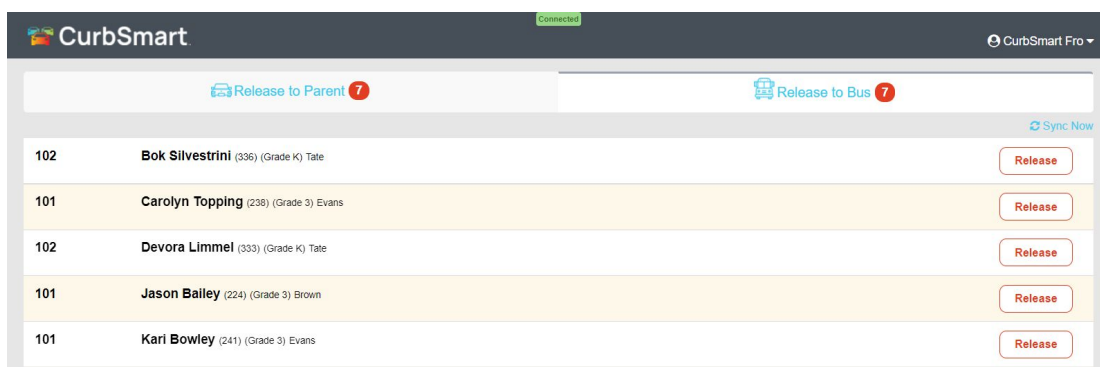 Connected
CurbSmart.
CurbSmart Fro
Release to Parent 7
Release to Bus 7
Sync Now
102 Bok Silvestrini (336) (Grade K) Tate Release
101 Carolyn Topping (238) (Grade 3) Evans Release
102 Devora Limmel (333) (Grade K) Tate Release
101 Jason Bailey (224) (Grade 3) Brown Release
101 Kari Bowley (241) (Grade 3) Evans Release